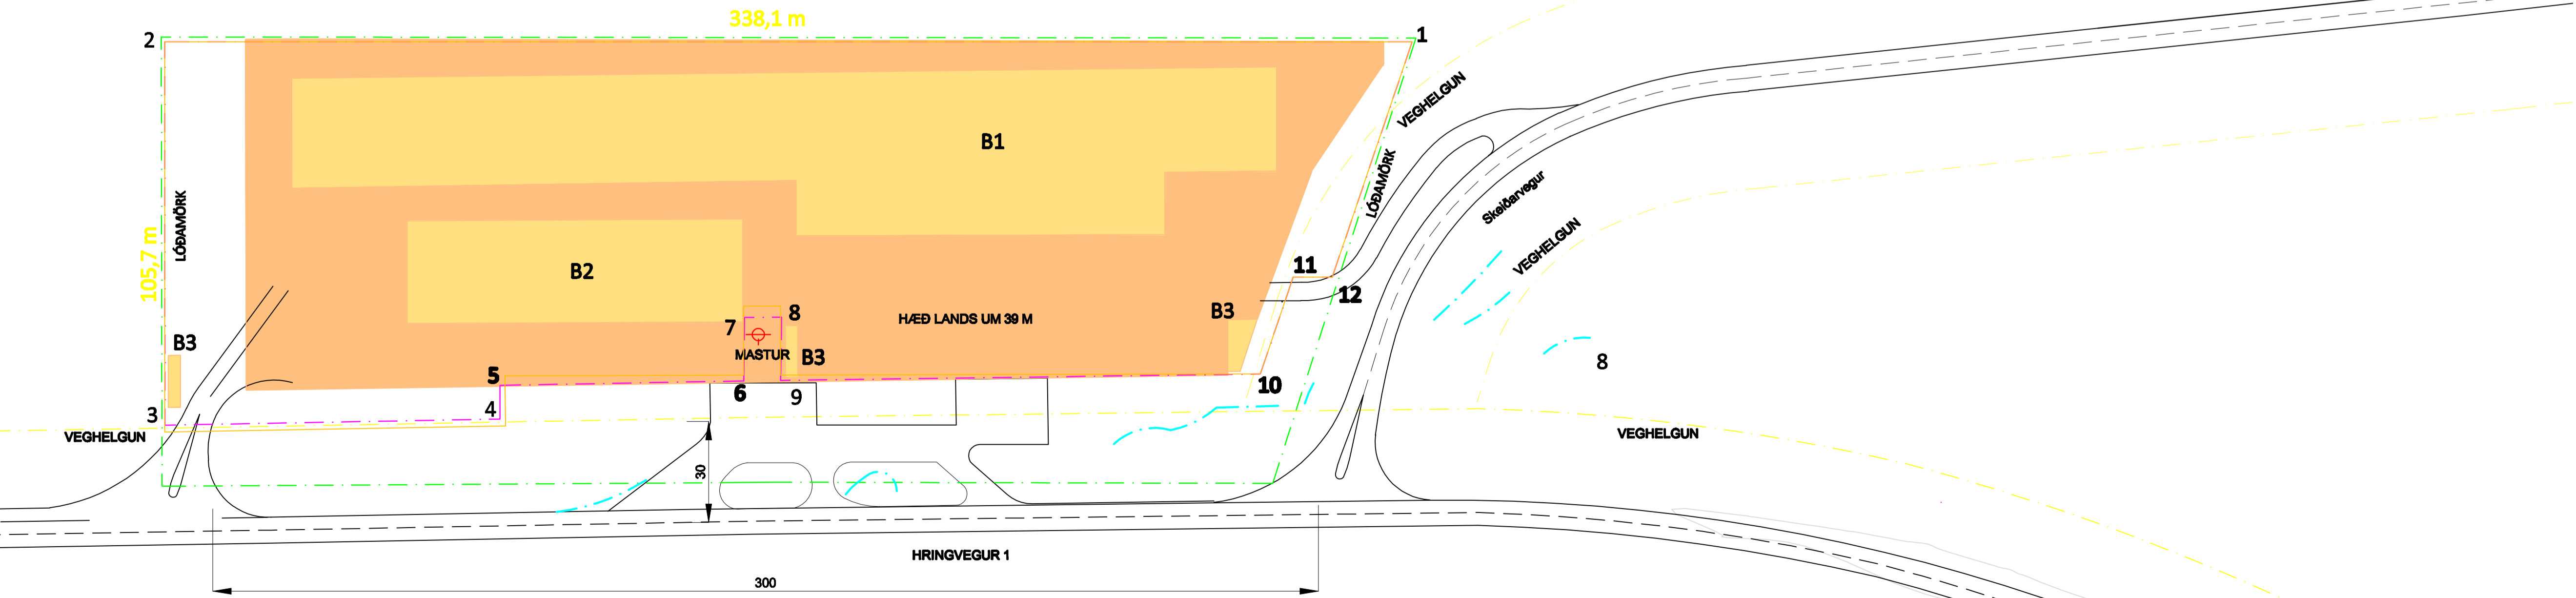 338,1 m
2
1
VEGHELGUN
B1
LÓÐAMÖRK
LÓÐAMÖRK
Skeiðarvegur
VEGHELGUN
105,7 m
B2
11
12
8
7
HÆÐ LANDS UM 39 M
B3
B3
MASTUR
B3
8
5
6
9
10
4
3
VEGHELGUN
VEGHELGUN
30
HRINGVEGUR 1
300